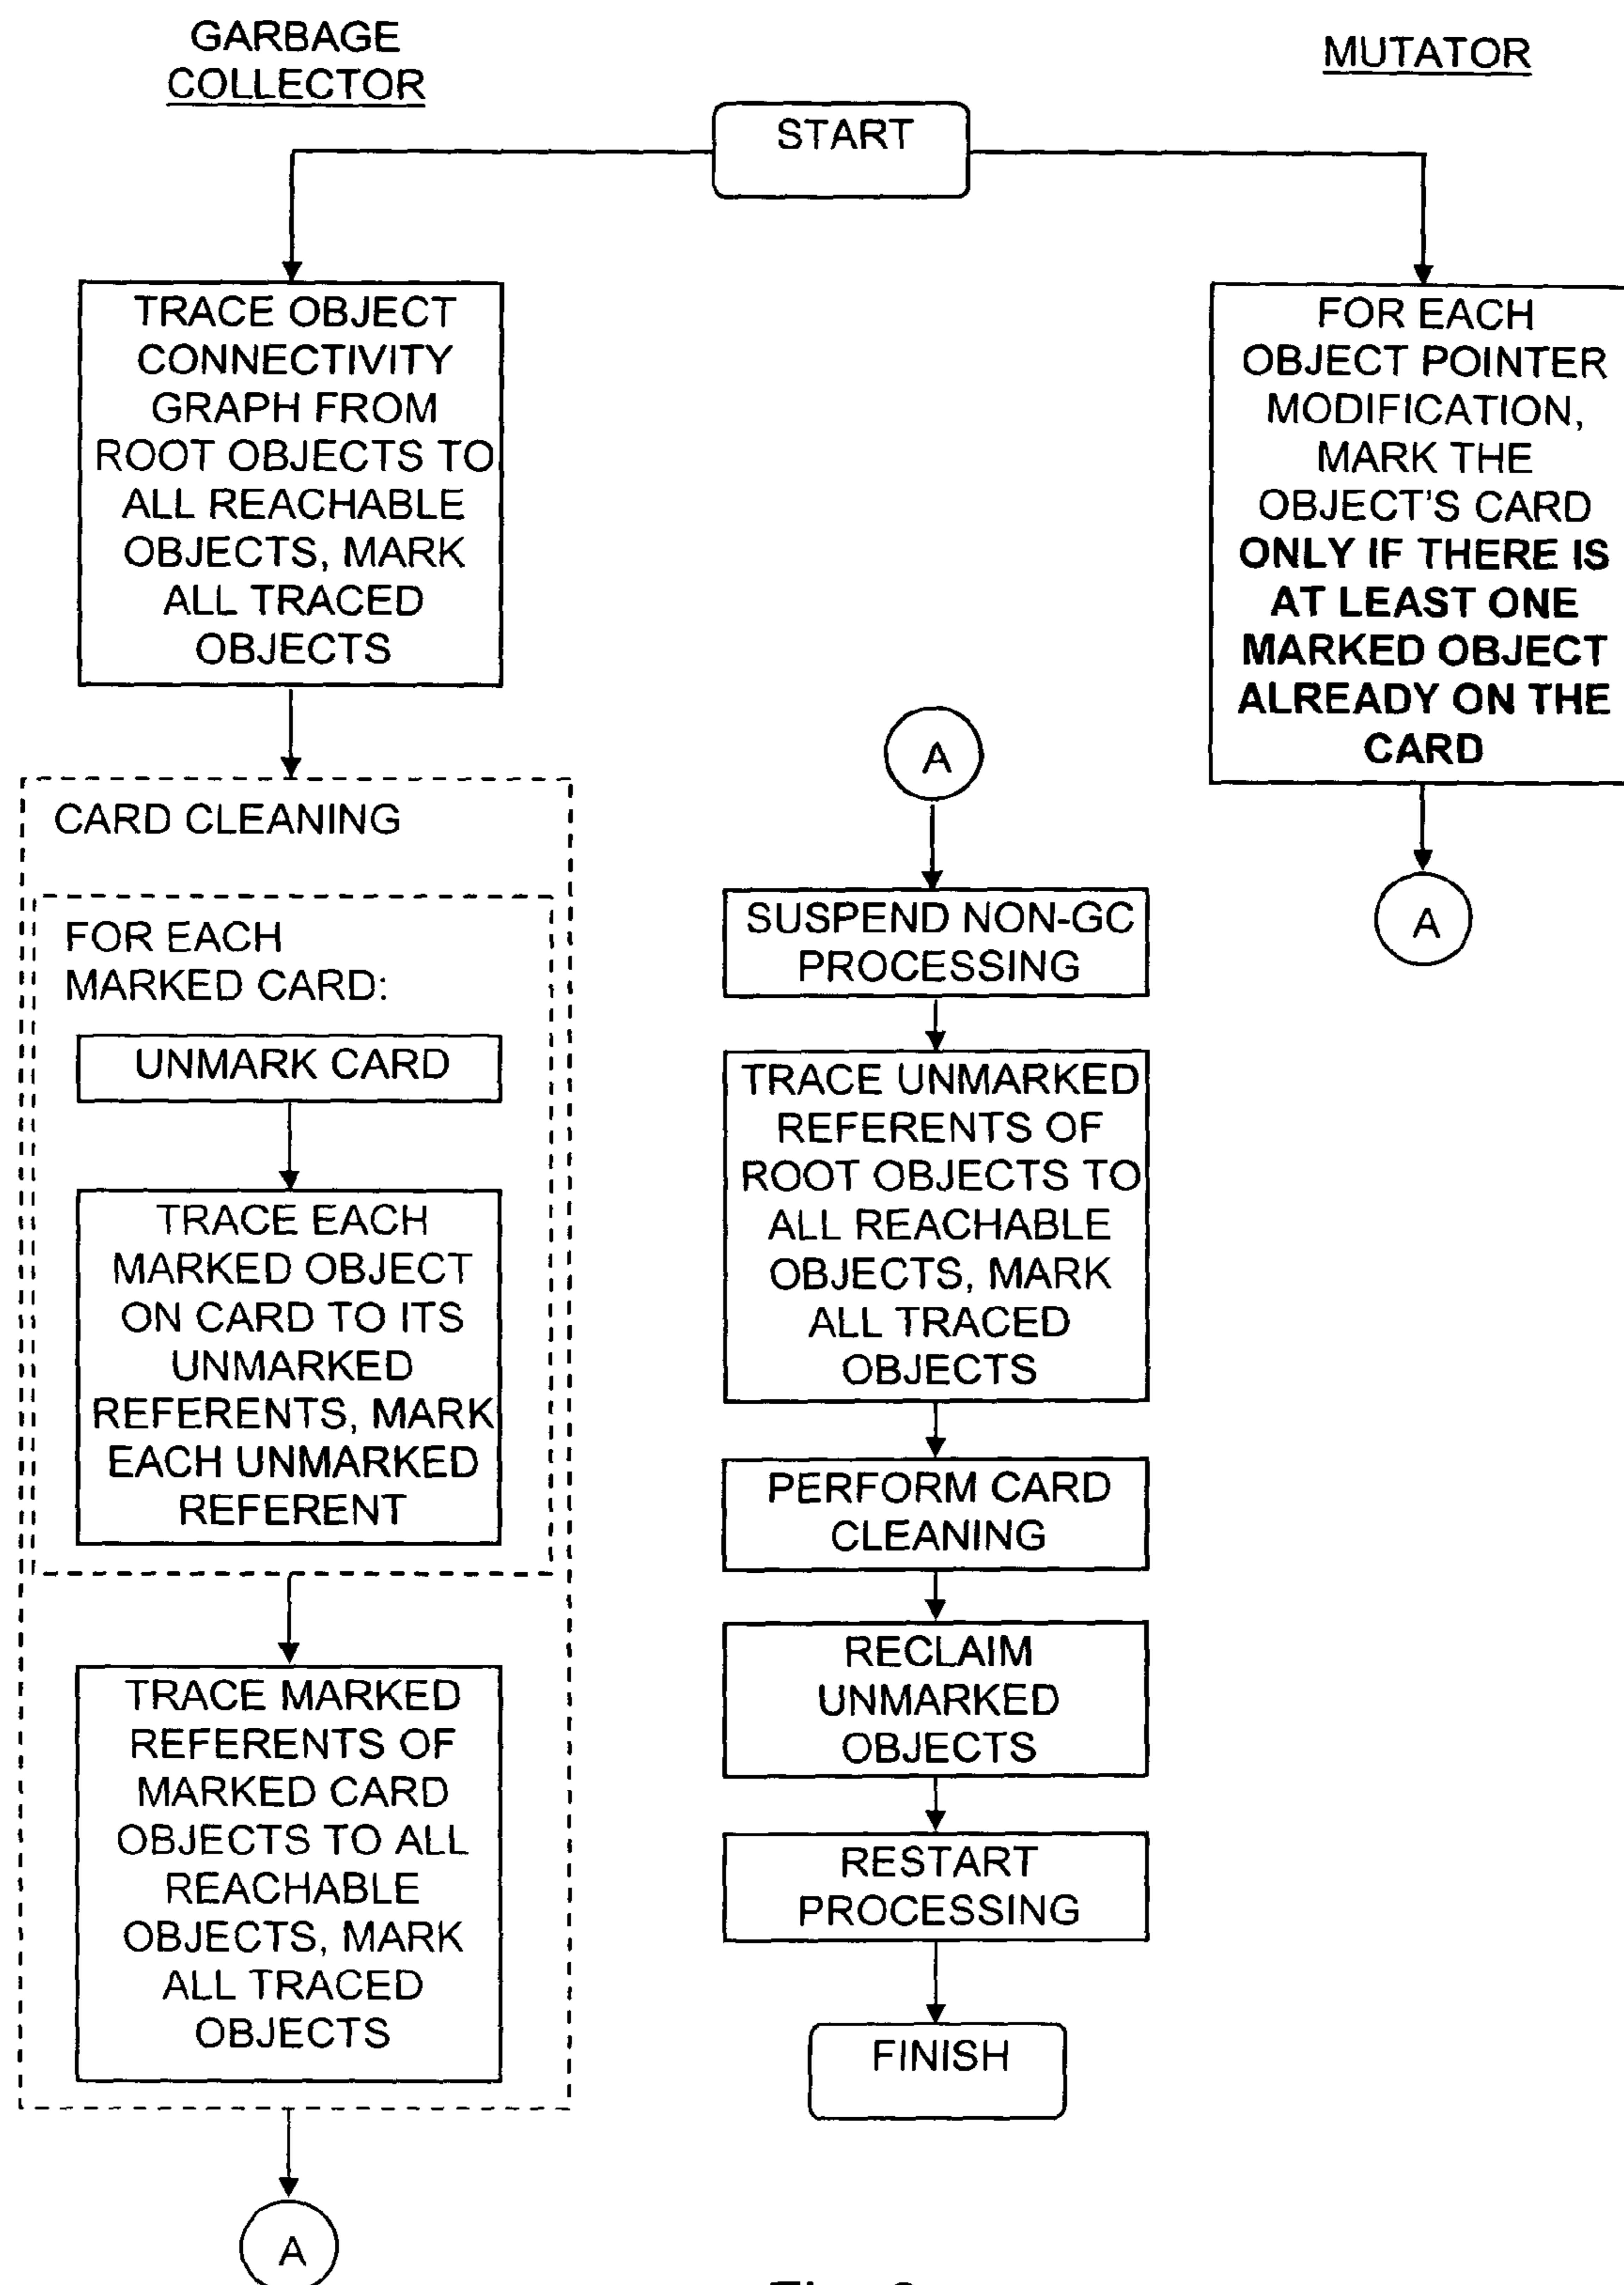 GARBAGE
COLLECTOR
MUTATOR
START
TRACE OBJECT
CONNECTIVITY
GRAPH FROM
ROOT OBJECTS TO
ALL REACHABLE
OBJECTS, MARK
ALL TRACED
OBJECTS
CARD CLEANING
FOR EACH
MARKED CARD:
UNMARK CARD
TRACE EACH
MARKED OBJECT
ON CARD TO ITS
UNMARKED
REFERENTS, MARK
EACH UNMARKED
REFERENT
TRACE MARKED
REFERENTS OF
MARKED CARD
OBJECTS TO ALL
REACHABLE
OBJECTS, MARK
ALL TRACED
OBJECTS
A
A
SUSPEND NON-GC
PROCESSING
TRACE UNMARKED
REFERENTS OF
ROOT OBJECTS TO
ALL REACHABLE
OBJECTS, MARK
ALL TRACED
OBJECTS
PERFORM CARD
CLEANING
RECLAIM
UNMARKED
OBJECTS
RESTART
PROCESSING
FINISH
FOR EACH
OBJECT POINTER
MODIFICATION,
MARK THE
OBJECT'S CARD
ONLY IF THERE IS
AT LEAST ONE
MARKED OBJECT
ALREADY ON THE
CARD
A